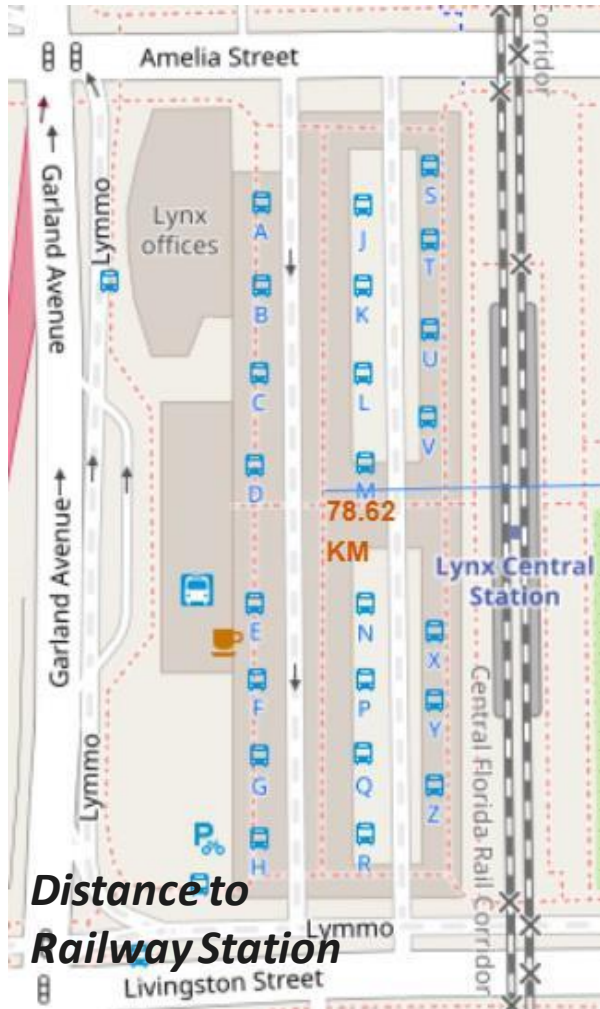 Corridor
Amelia Street
Garland Avenue
Lymmo
Lynx
offices
A
B
C
D
J
K
L
M
S
T
U
V
78.62
KM
Lynx Central
Station
Garland Avenue
E
F
G
H
N
P
Q
R
X
Y
Z
Central Florida Rail Corridor
Lymmo
P
Distance to
Railway Station
Lymmo
Livingston Street